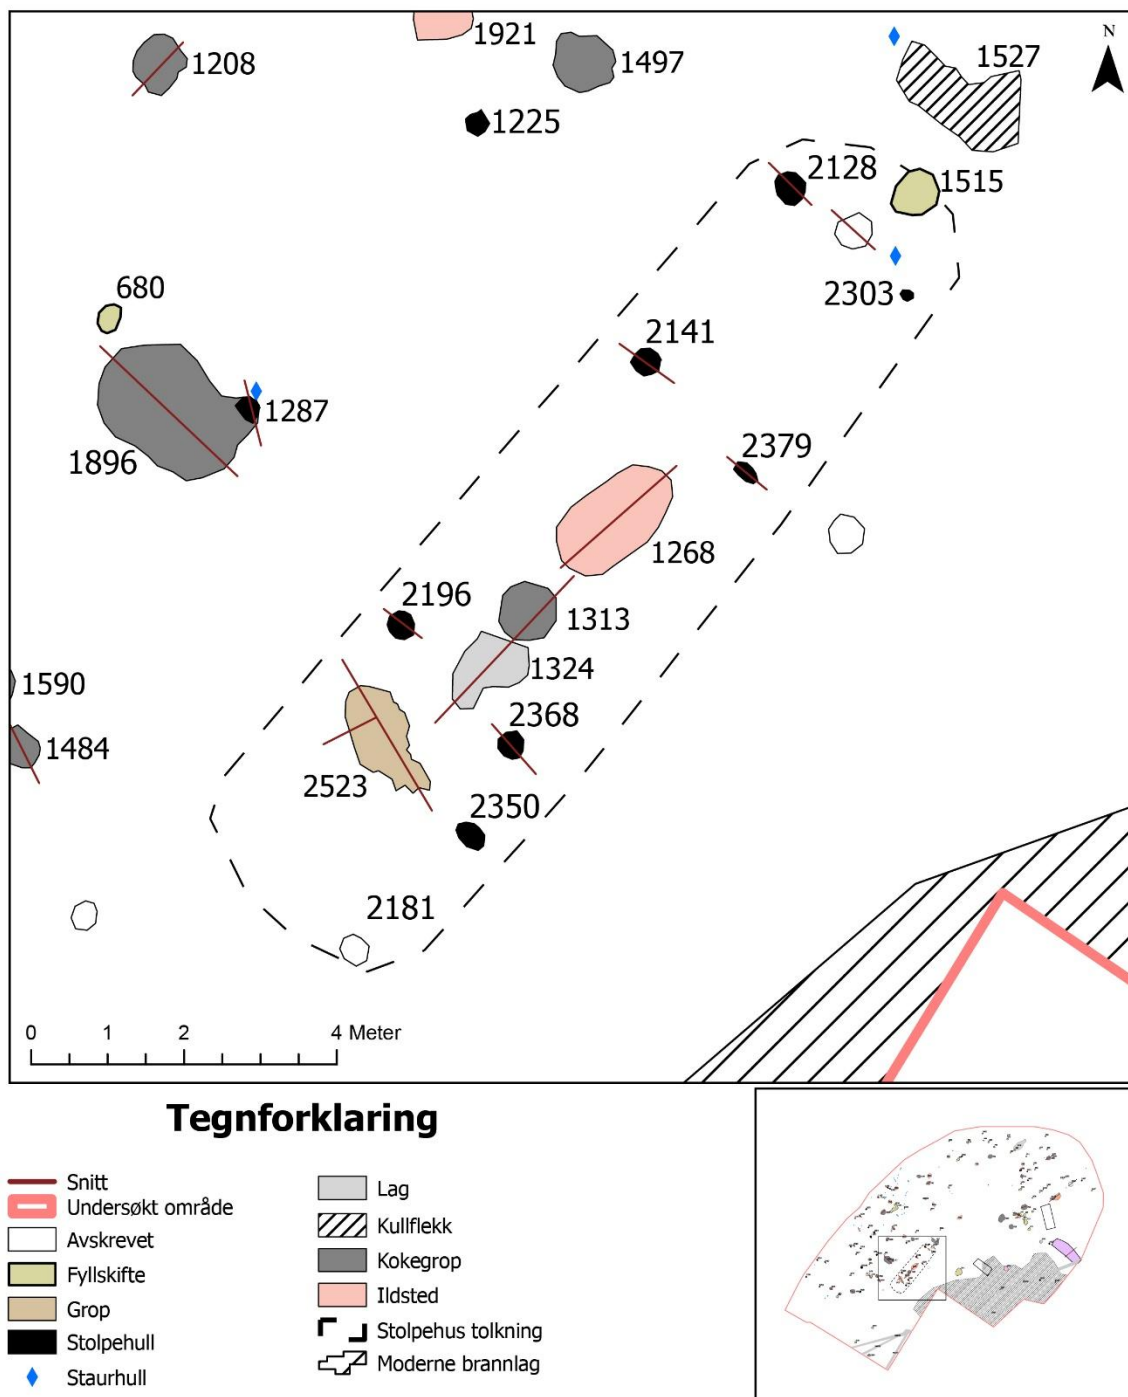 1921
1208
1497
1527
N
1225
2128
1515
680
2303
2141
1287
2379
1896
1268
2196
1313
1324
1590
2368
1484
2523
2350
2181
0 1 2 4 Meter
Tegnforklaring
Snitt
Undersøkt område
Avskrevet
Fyllskifte
Grop
Stolpehull
Staurhull
Lag
Kullflekk
Kokegrop
Ildsted
Stolpehus tolkning
Moderne brannlag